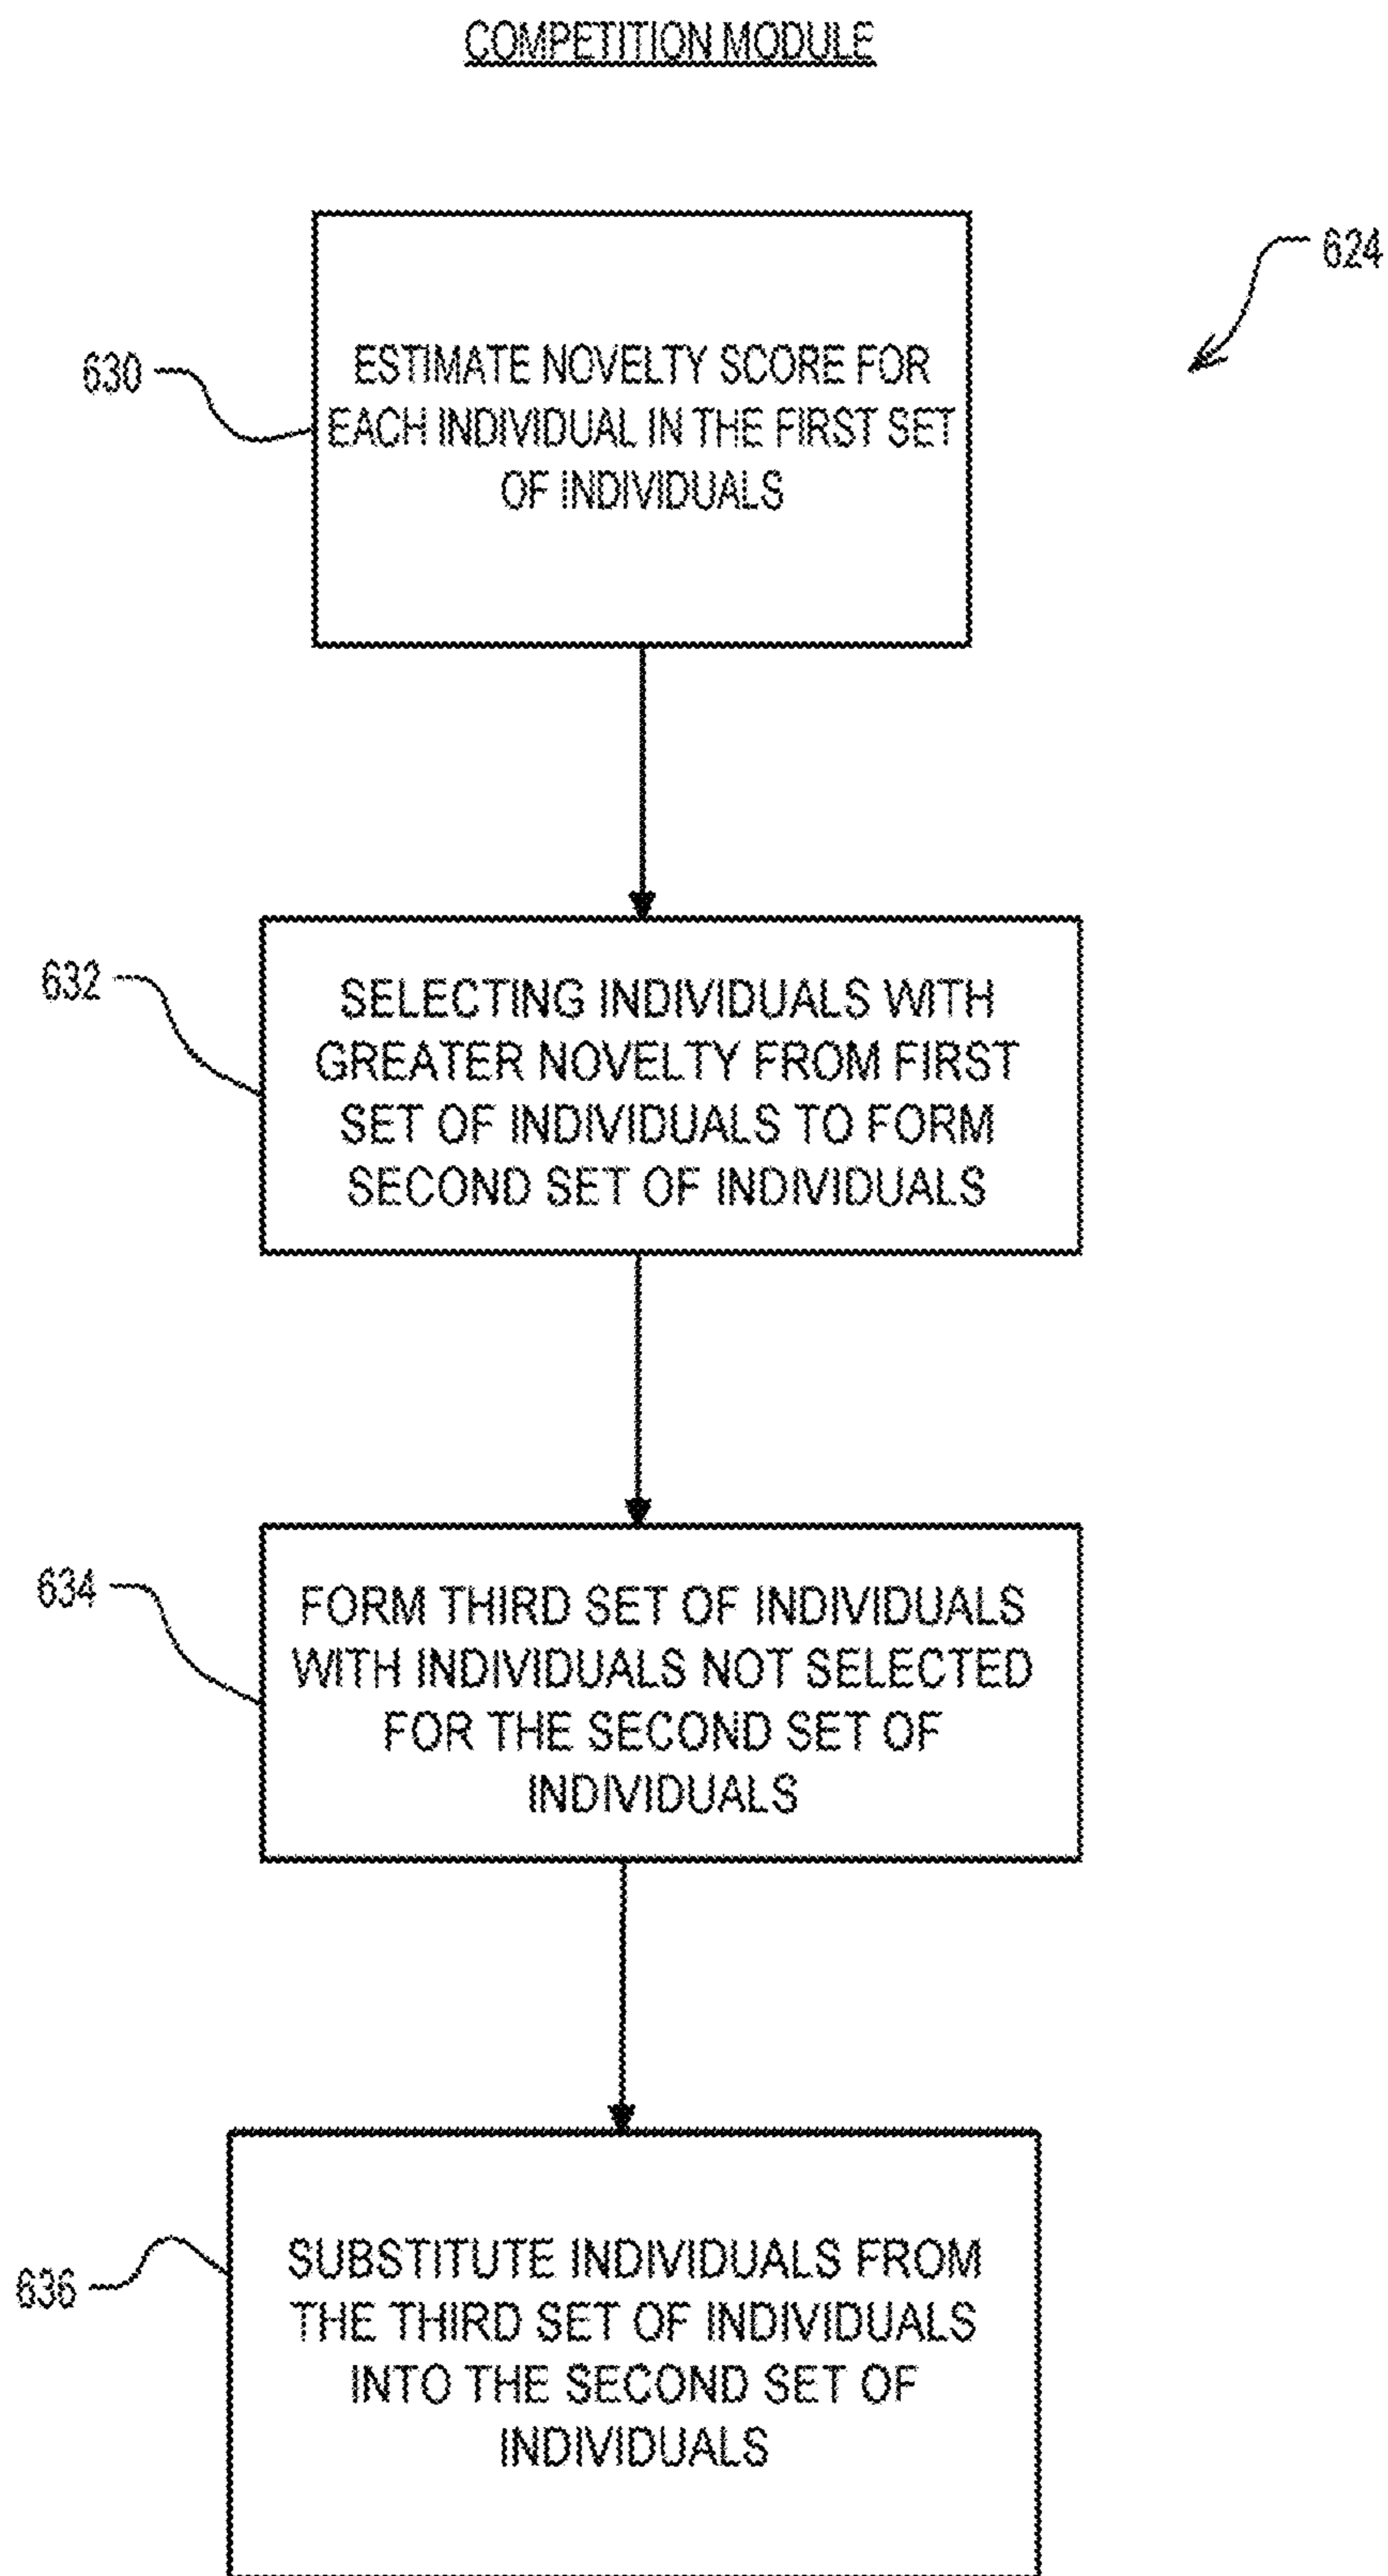 COMPETITION MODULE
624
630
ESTIMATE NOVELTY SCORE FOR
EACH INDIVIDUAL IN THE FIRST SET
OF INDIVIDUALS
632
SELECTING INDIVIDUALS WITH
GREATER NOVELTY FROM FIRST
SET OF INDIVIDUALS TO FORM
SECOND SET OF INDIVIDUALS
634
FORM THIRD SET OF INDIVIDUALS
WITH INDIVIDUALS NOT SELECTED
FOR THE SECOND SET OF
INDIVIDUALS
636
SUBSTITUTE INDIVIDUALS FROM
THE THIRD SET OF INDIVIDUALS
INTO THE SECOND SET OF
INDIVIDUALS